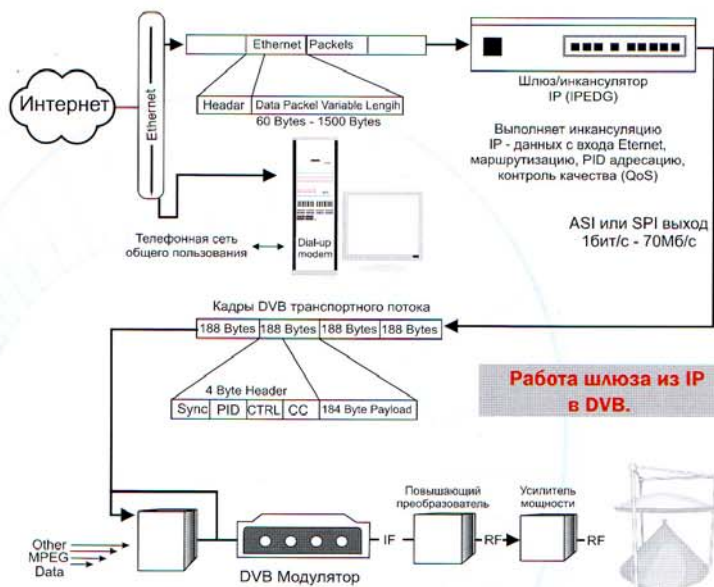 Интернет
Ethernet
Ethernet Packels
Headar Data Packel Variable Lengih
60 Bytes - 1500 Bytes
Шлюз/инкансулятор
IP (IPEDG)
Выполняет инкансуляцию
IP - данных с входа Eternet,
маршрутизацию, PID адресацию,
контроль качества (QoS)
Телефонная сеть
общего пользования
Dial-up
modem
ASI или SPI выход
1бит/с - 70Мб/с
Кадры DVB транспортного потока
188 Bytes 188 Bytes 188 Bytes 188 Bytes
4 Byte Header
Sync PID CTRL CC 184 Byte Payload
Работа шлюза из IP
в DVB.
Other
MPEG
Data
DVB Модулятор
IF
Повышающий
преобразователь
RF
Усилитель
мощности
RF